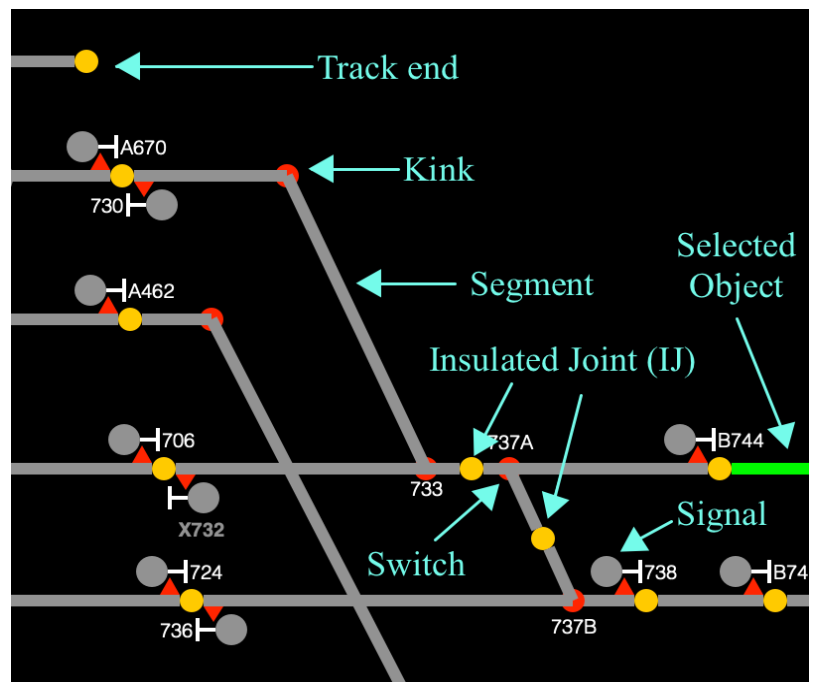 Track end
A670
Kink
730
Selected
Object
Segment
A462
Insulated Joint (IJ)
706
737A
B744
733
X732
Signal
Switch
724
738
B74
736
737B